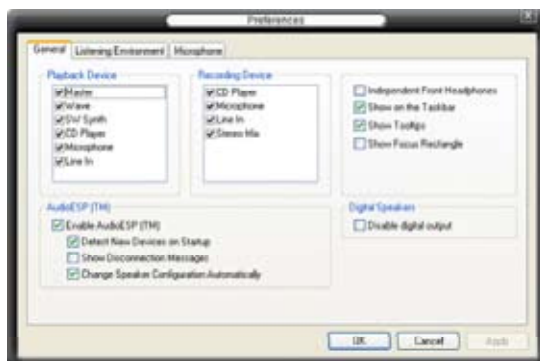 Preferences
General
Listening Environment
Microphone
Playback Device
Master
Wave
SW Synth
CD Player
Microphone
Line In
Recording Device
CD Player
Microphone
Line In
Stereo Mix
Independent Front Headphones
Show on the Taskbar
Show Tooltips
Show Focus Rectangle
AudioESP (TM)
Enable AudioESP (TM)
Detect New Devices on Startup
Show Disconnection Messages
Change Speaker Configuration Automatically
Digital Speakers
Disable digital output
OK
Cancel
Apply